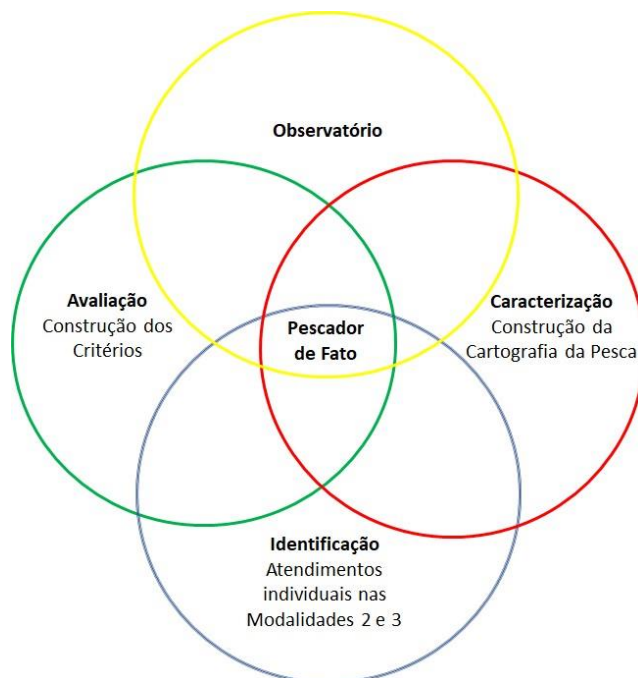 Observatório
Avaliação
Construção dos
Critérios
Pescador
de Fato
Caracterização
Construção da
Cartografia da Pesca
Identificação
Atendimentos
individuais nas
Modalidades 2 e 3